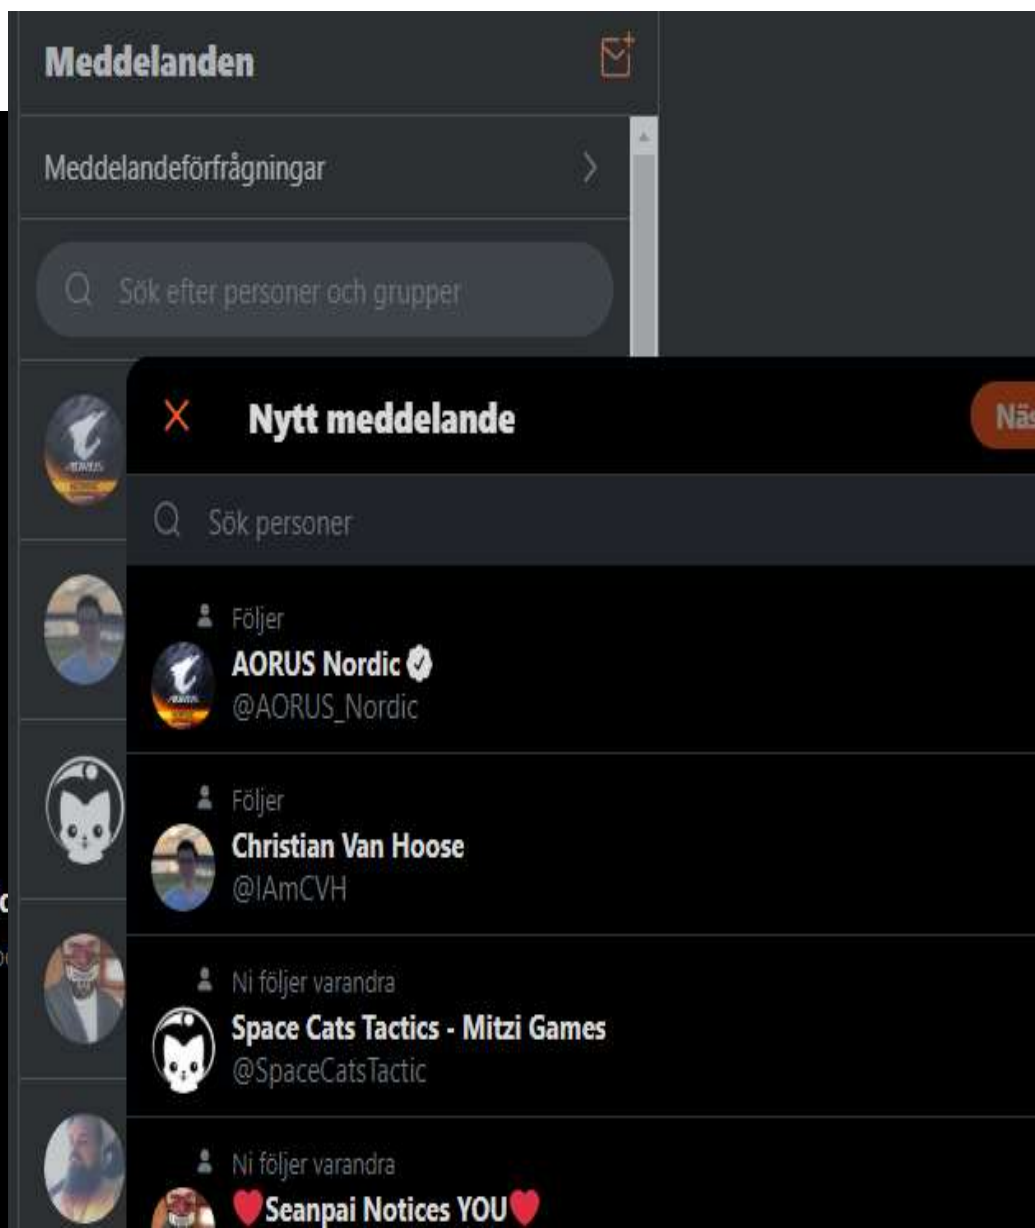 Meddelanden
Meddelandeförfrågningar
Sök efter personer och grupper
Nytt meddelande
Sök personer
Följer
AORUS Nordic
@AORUS_Nordic
Följer
Christian Van Hoose
@IAmCVH
Ni följer varandra
Space Cats Tactics - Mitzi Games
@SpaceCatsTactic
Ni följer varandra
♥Seanpai Notices YOU♥